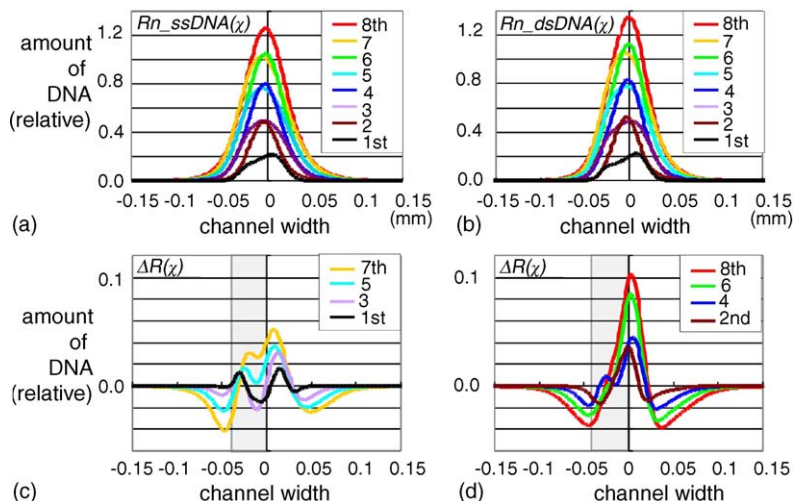 Rn_ssDNA(χ)
amount
of
DNA
(relative)
1.2
0.8
0.4
0.0
8th
7
6
5
4
3
2
1st
-0.15 -0.1 -0.05 0 0.05 0.1 0.15
(mm)
(a) channel width
Rn_dsDNA(χ)
1.2
0.8
0.4
0.0
8th
7
6
5
4
3
2
1st
-0.15 -0.1 -0.05 0 0.05 0.1 0.15
(mm)
(b) channel width
ΔR(χ)
amount
of
DNA
(relative)
0.1
0.0
7th
5
3
1st
-0.15 -0.1 -0.05 0 0.05 0.1 0.15
(c) channel width
ΔR(χ)
0.1
0.0
8th
6
4
2nd
-0.15 -0.1 -0.05 0 0.05 0.1 0.15
(d) channel width